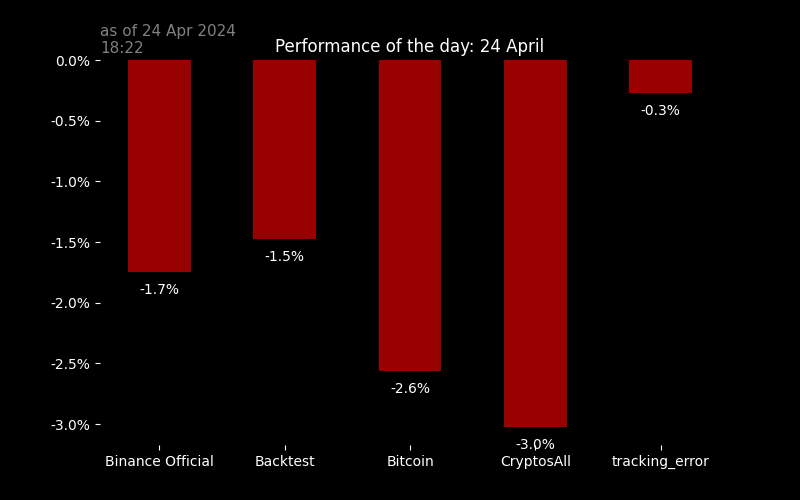 as of 24 Apr 2024
18:22
Performance of the day: 24 April
0.0%
-0.5%
-1.0%
-1.5%
-2.0%
-2.5%
-3.0%
-1.7%
-1.5%
-2.6%
-3.0%
-0.3%
Binance Official
Backtest
Bitcoin
CryptosAll
tracking_error